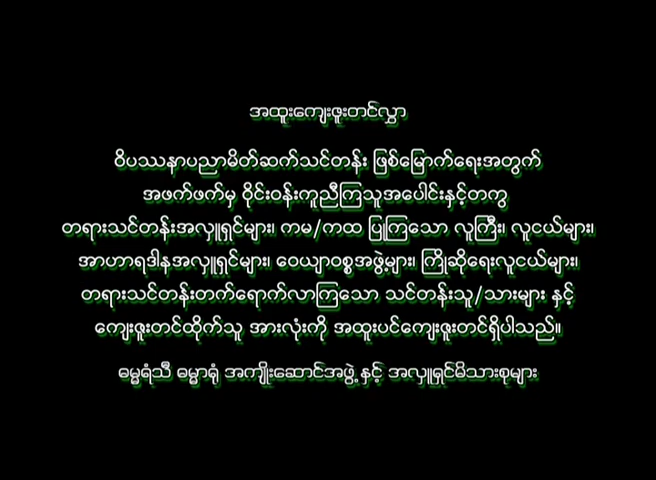 အထူးကျေးဇူးတင်လွှာ
ဝိပဿနာပညာမိတ်ဆက်သင်တန်း ဖြစ်မြောက်ရေးအတွက်
အဖက်ဖက်မှ ဝိုင်းဝန်းကူညီကြသူအပေါင်းနှင့်တကွ
တရားသင်တန်းအလှူရှင်များ၊ ကမ/ကထ ပြုကြသော လူကြီး၊ လူငယ်များ၊
အာဟာရဒါနအလှူရှင်များ၊ ဝေယျာဝစ္စအဖွဲ့များ၊ ကြိုဆိုရေးလူငယ်များ၊
တရားသင်တန်းတက်ရောက်လာကြသော သင်တန်းသူ/သားများ နှင့်
ကျေးဇူးတင်ထိုက်သူ အားလုံးကို အထူးပင်ကျေးဇူးတင်ရှိပါသည်။
ဓမ္မရံသီ ဓမ္မာရုံ အကျိုးဆောင်အဖွဲ့ နှင့် အလှူရှင်မိသားစုများ